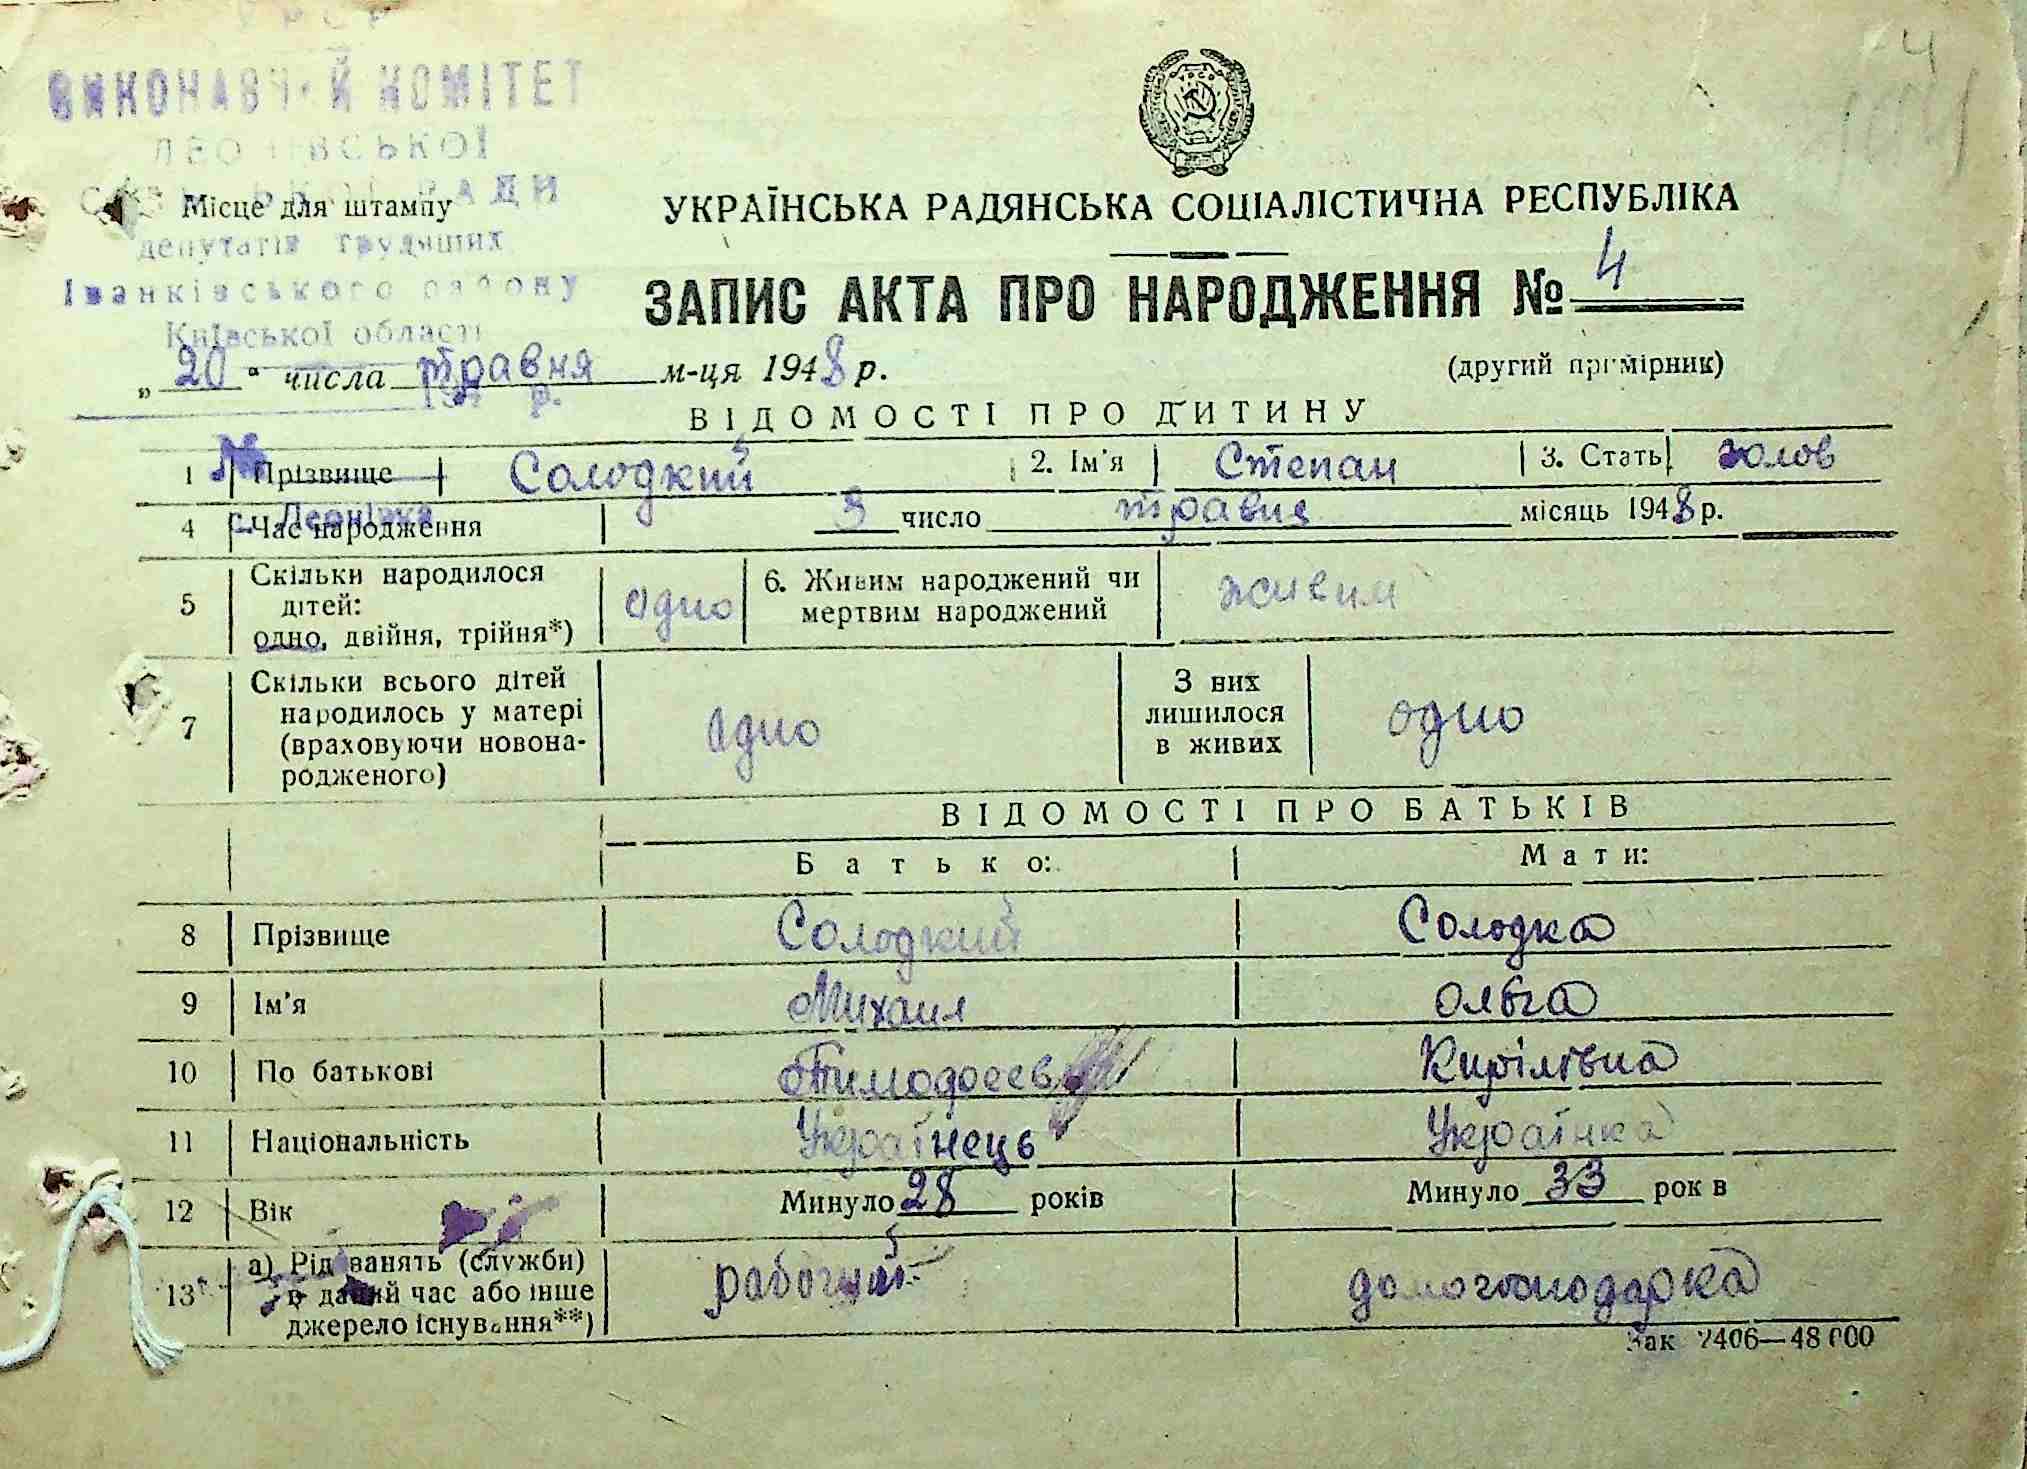 УРСР
ВИКОНАВЧИЙ КОМІТЕТ
ЛЕОНІВСЬКОЇ
СІЛЬСЬКОЇ РАДИ
Місце для штампу
депутатів трудящих
Іванківського району
Київської області
194 р.
№
с. Леонівка
4
УКРАЇНСЬКА РАДЯНСЬКА СОЦІАЛІСТИЧНА РЕСПУБЛІКА
ЗАПИС АКТА ПРО НАРОДЖЕННЯ № 4
„20“ числа травня м-ця 1948 р.
(другий примірник)
ВІДОМОСТІ ПРО ДИТИНУ
1 Прізвище Солодкий 2. Ім'я Степан 3. Стать чолов
4 Час народження 3 число травня місяць 1948 р.
5 Скільки народилося дітей: одно, двійня, трійня*) одно 6. Живим народжений чи мертвим народжений живим
7 Скільки всього дітей народилось у матері (враховуючи новонародженого) одно З них лишилося в живих одно
ВІДОМОСТІ ПРО БАТЬКІВ
Батько: Мати:
8 Прізвище Солодкий Солодка
9 Ім'я Михаил Ольга
10 По батькові Тимофеев Кирілівна
11 Національність Українець Українка
12 Вік Минуло 28 років Минуло 33 рок в
13 а) Рід занять (служби) в даний час або інше джерело існування**) рабочий домогосподарка
Зак 2406—48 000